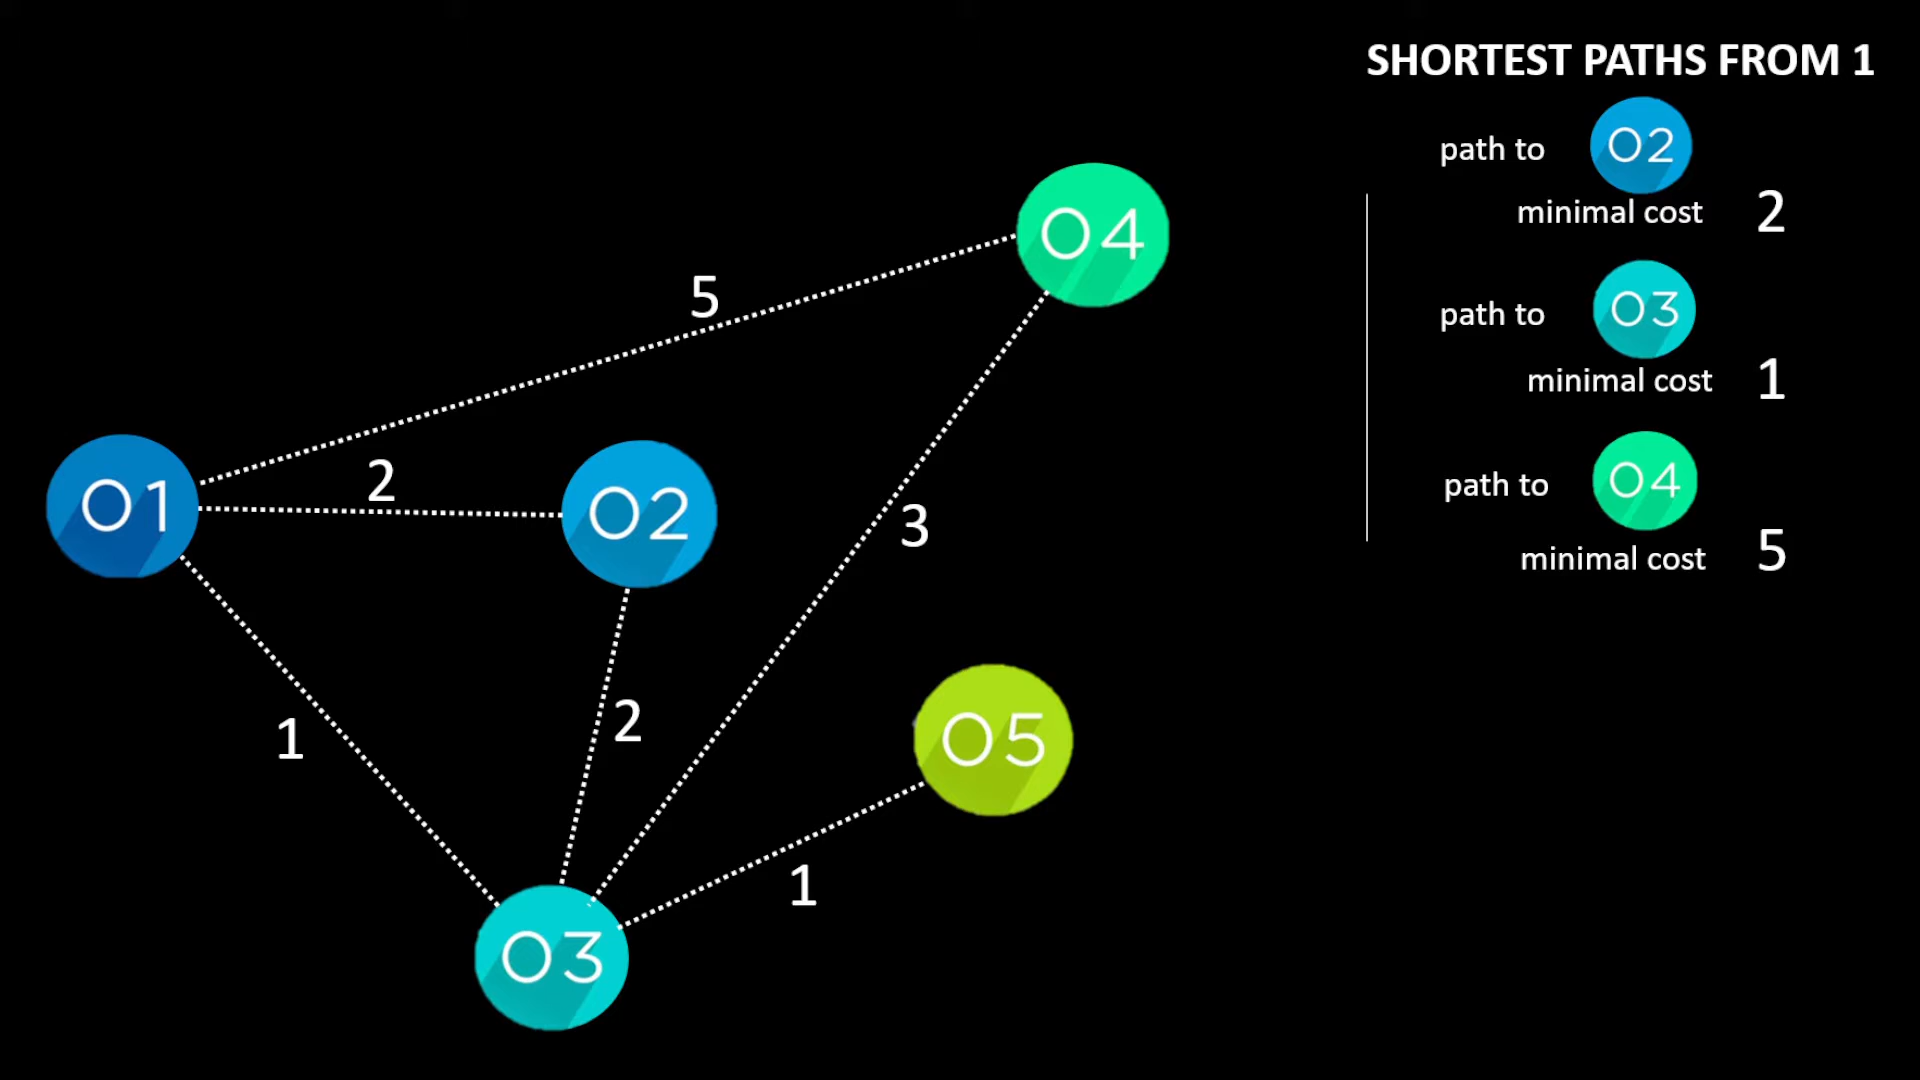 SHORTEST PATHS FROM 1
path to 02
minimal cost 2
path to 03
minimal cost 1
path to 04
minimal cost 5
04
5
2
01
02
3
1
2
05
1
03